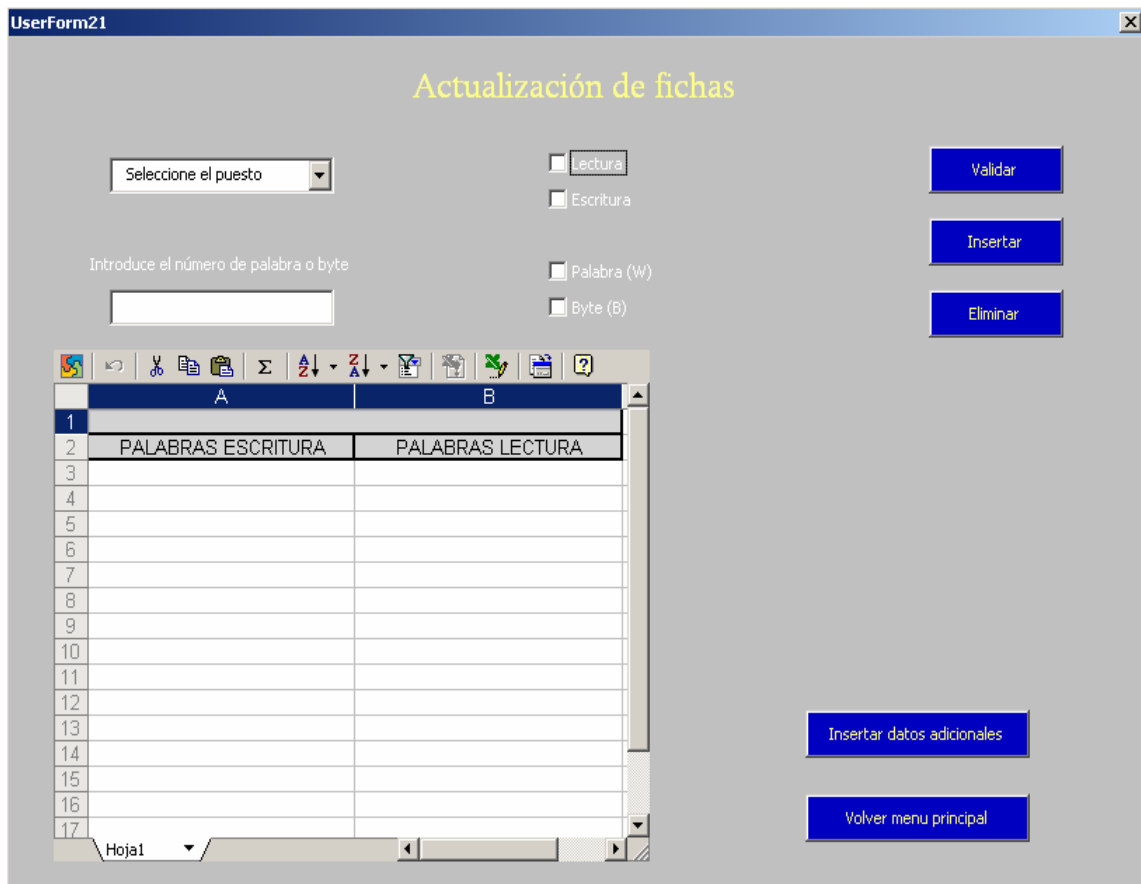 UserForm21
Actualización de fichas
Seleccione el puesto
Lectura
Escritura
Validar
Insertar
Introduce el número de palabra o byte
Palabra (W)
Byte (B)
Eliminar
A B
1
2 PALABRAS ESCRITURA PALABRAS LECTURA
3
4
5
6
7
8
9
10
11
12
13
14
15
16
17
Hoja1
Insertar datos adicionales
Volver menu principal